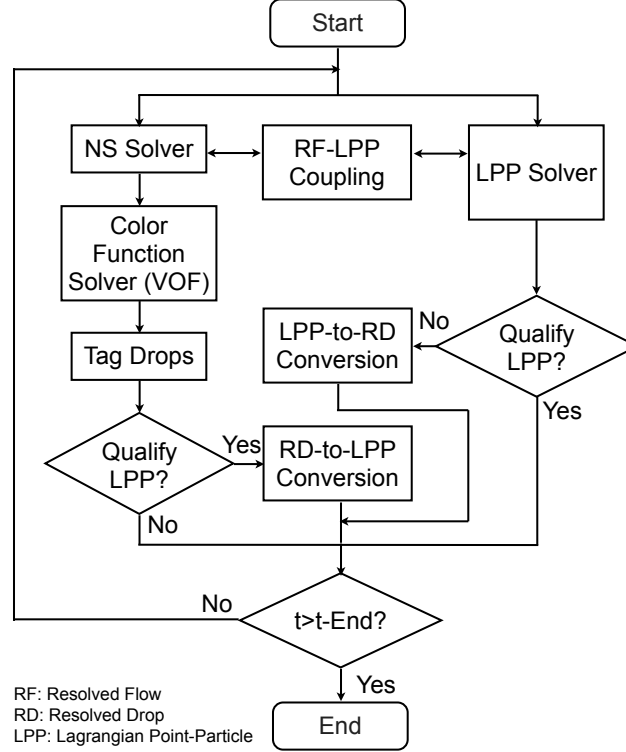 Start
NS Solver
RF-LPP
Coupling
LPP Solver
Color
Function
Solver (VOF)
Tag Drops
LPP-to-RD
Conversion
No
Qualify
LPP?
Yes
Qualify
LPP?
Yes
RD-to-LPP
Conversion
No
t>t-End?
No
Yes
End
RF: Resolved Flow
RD: Resolved Drop
LPP: Lagrangian Point-Particle